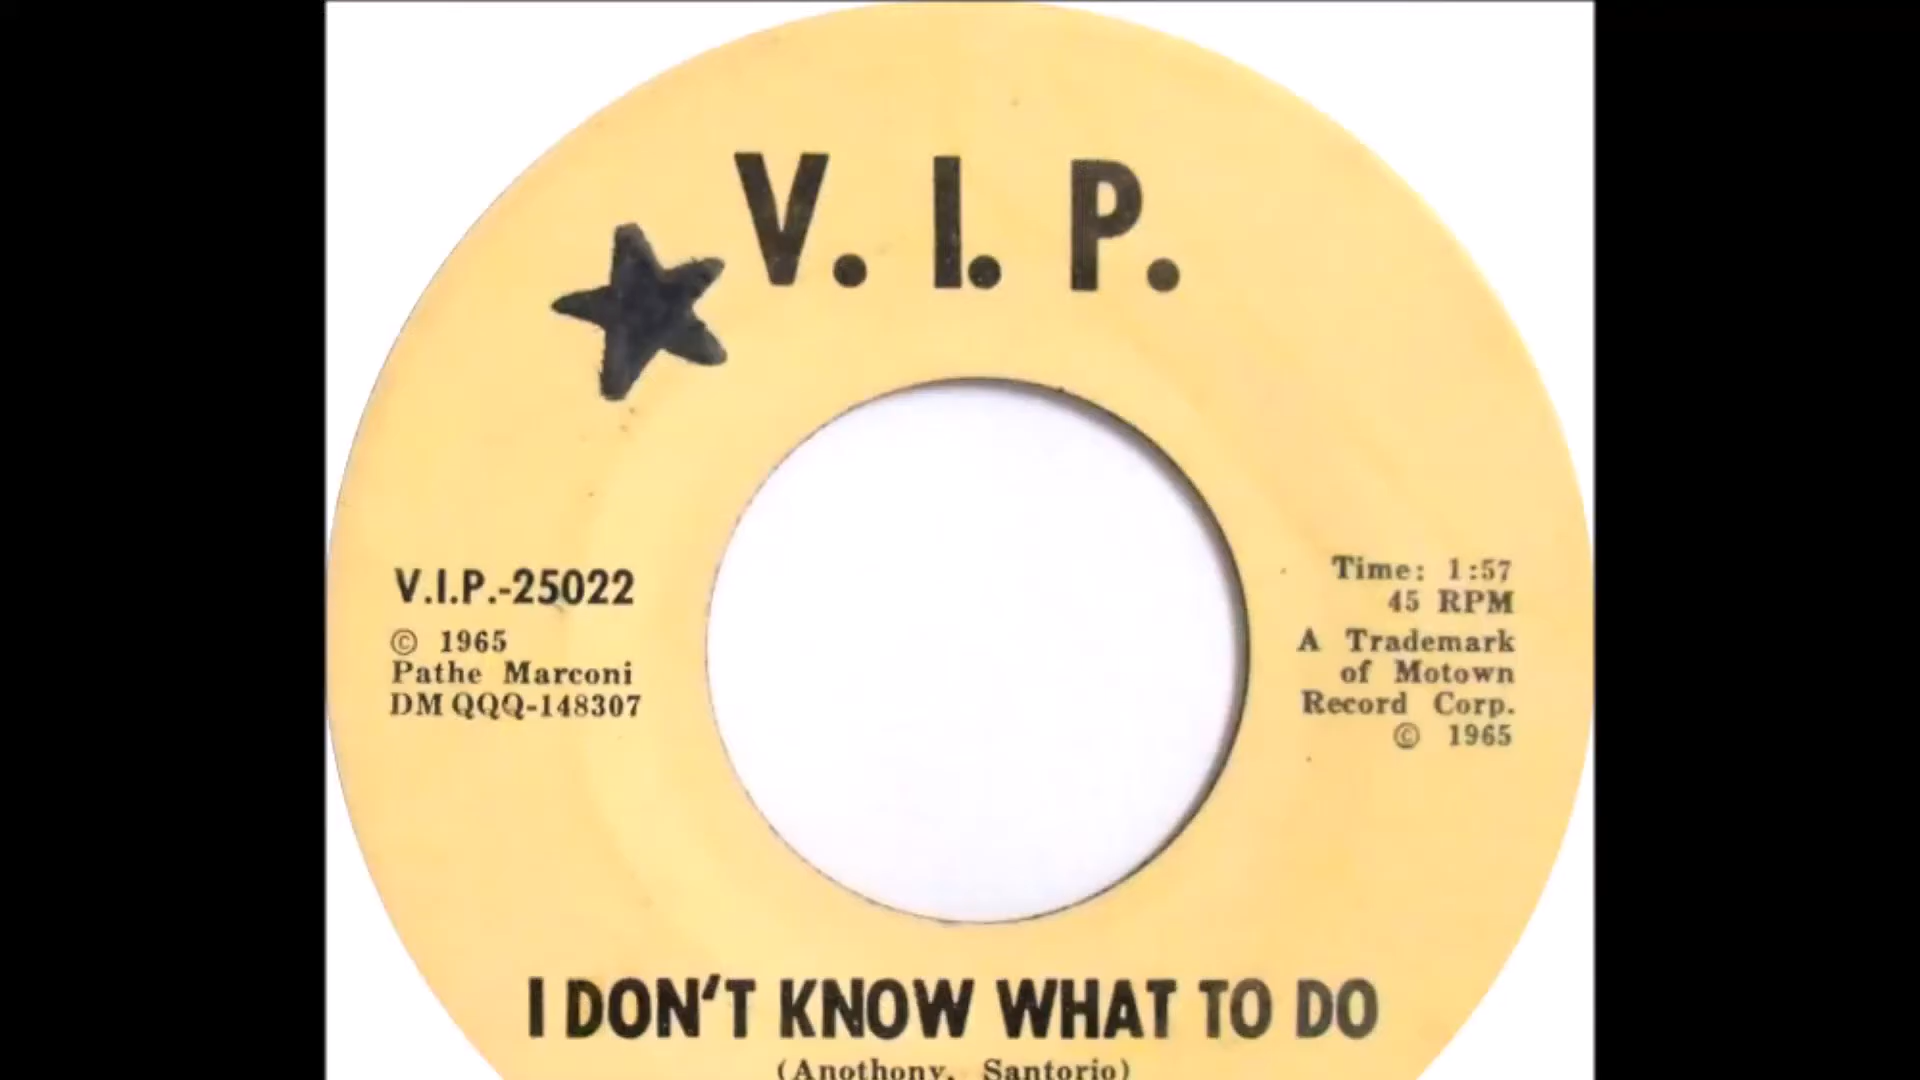 V. I. P.
V.I.P.-25022
© 1965
Pathe Marconi
DM QQQ-148307
Time: 1:57
45 RPM
A Trademark
of Motown
Record Corp.
© 1965
I DON'T KNOW WHAT TO DO
(Anothony, Santorio)